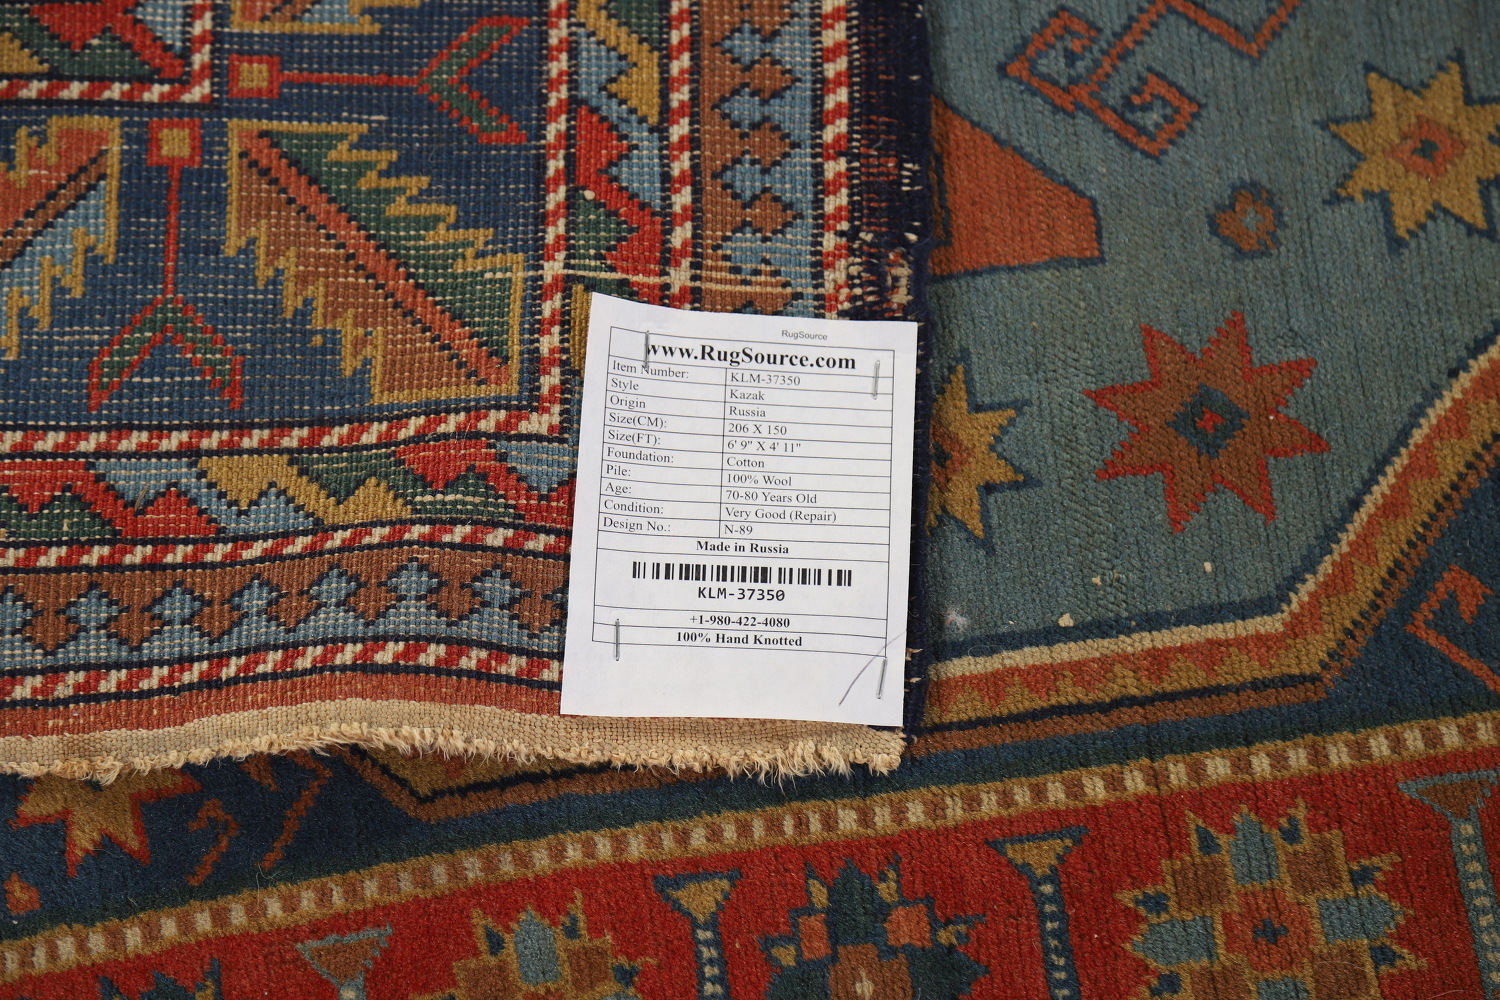 RugSource
www.RugSource.com
Item Number: KLM-37350
Style Kazak
Origin Russia
Size(CM): 206 X 150
Size(FT): 6' 9" X 4' 11"
Foundation: Cotton
Pile: 100% Wool
Age: 70-80 Years Old
Condition: Very Good (Repair)
Design No.: N-89
Made in Russia
KLM-37350
+1-980-422-4080
100% Hand Knotted